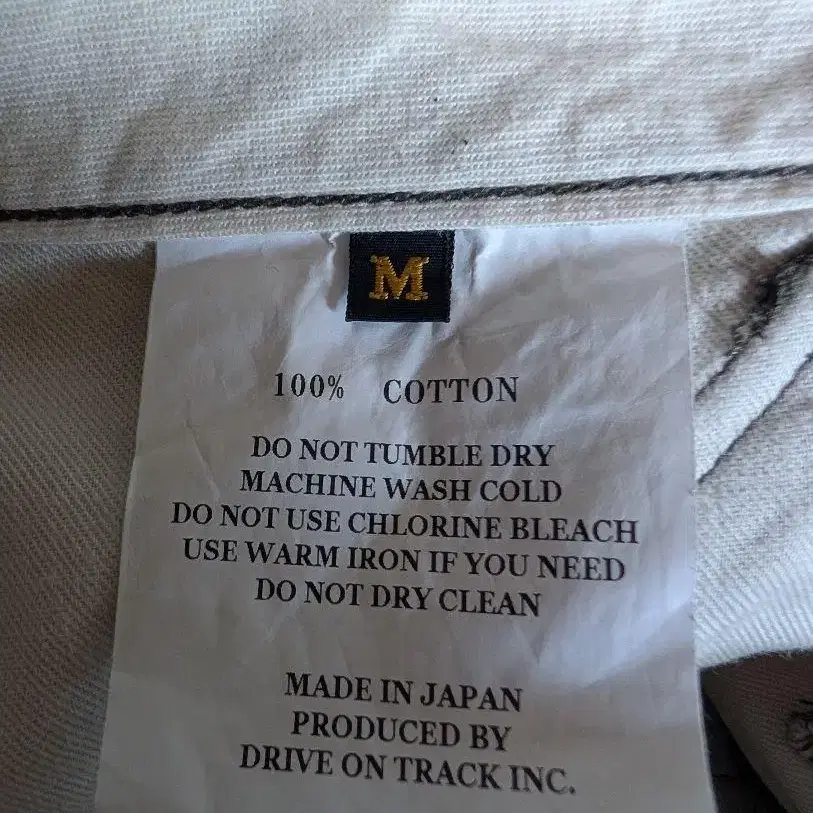 M
100% COTTON
DO NOT TUMBLE DRY
MACHINE WASH COLD
DO NOT USE CHLORINE BLEACH
USE WARM IRON IF YOU NEED
DO NOT DRY CLEAN
MADE IN JAPAN
PRODUCED BY
DRIVE ON TRACK INC.